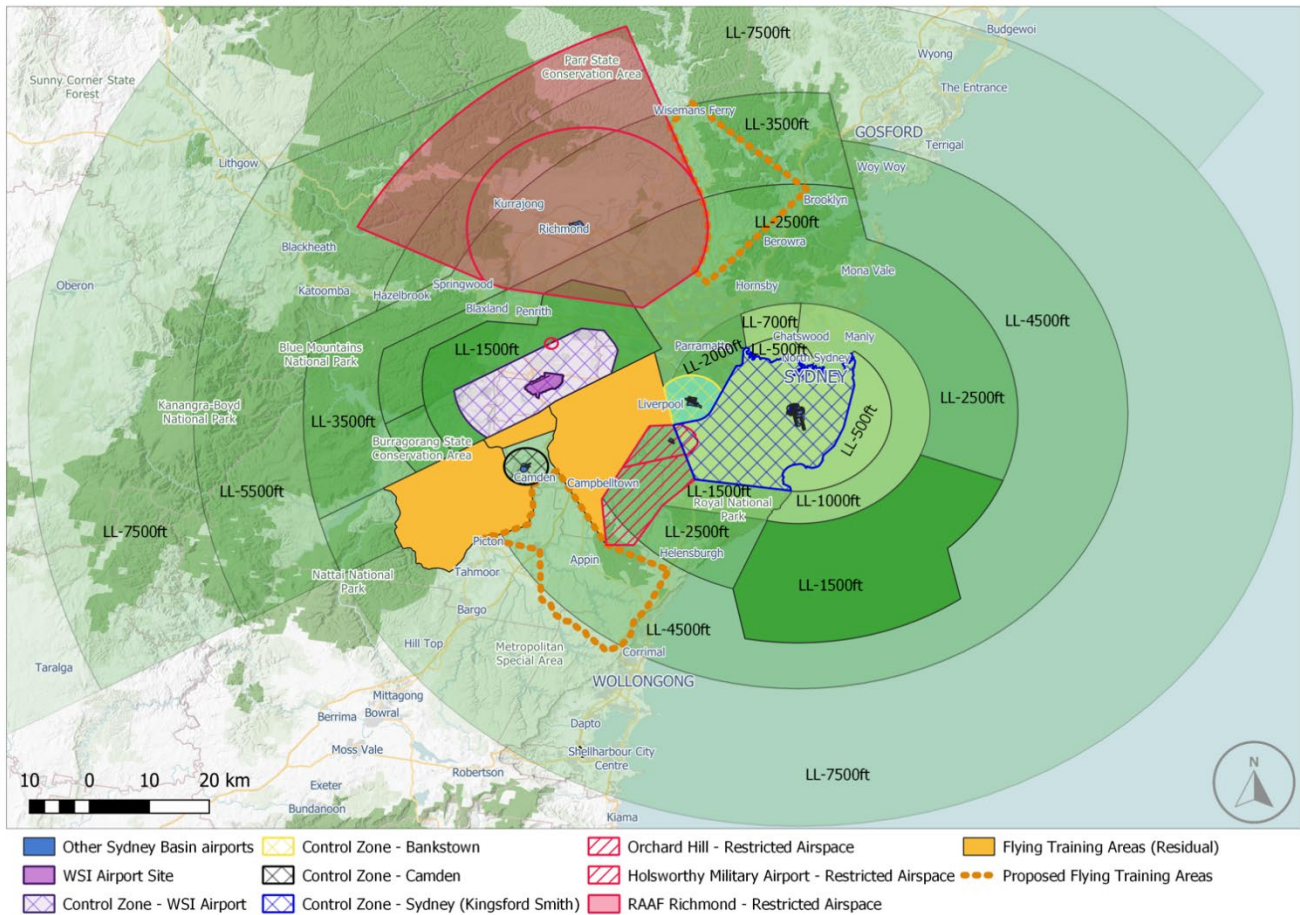 LL-7500ft
Budgewoi
Wyong
Parr State
Conservation Area
Sunny Corner State
Forest
The Entrance
Wisemans Ferry
LL-3500ft
GOSFORD
Terrigal
Lithgow
Woy Woy
Kurrajong
Brooklyn
Richmond
LL-2500ft
Berowra
Blackheath
Mona Vale
Oberon
Katoomba
Hazelbrook
Springwood
Hornsby
Blaxland
Penrith
LL-700ft
LL-4500ft
Chatswood
Manly
Blue Mountains
National Park
LL-1500ft
Parramatt
LL-2000ft
LL-500ft
North Sydney
SYDNEY
Kanangra-Boyd
National Park
Liverpool
LL-2500ft
LL-3500ft
LL-500ft
Burragorang State
Conservation Area
Camden
Campbelltown
LL-5500ft
LL-1500ft
LL-1000ft
Royal National
Park
LL-7500ft
LL-2500ft
Picton
Helensburgh
Appin
Nattai National
Park
Tahmoor
LL-1500ft
Bargo
LL-4500ft
Hill Top
Metropolitan
Special Area
Corrimal
Taralga
WOLLONGONG
Mittagong
Berrima
Bowral
Dapto
Moss Vale
Shellharbour City
Centre
Robertson
LL-7500ft
Exeter
Bundanoon
Kiama
10 0 10 20 km
N
Other Sydney Basin airports
WSI Airport Site
Control Zone - WSI Airport
Control Zone - Bankstown
Control Zone - Camden
Control Zone - Sydney (Kingsford Smith)
Orchard Hill - Restricted Airspace
Holsworthy Military Airport - Restricted Airspace
RAAF Richmond - Restricted Airspace
Flying Training Areas (Residual)
Proposed Flying Training Areas